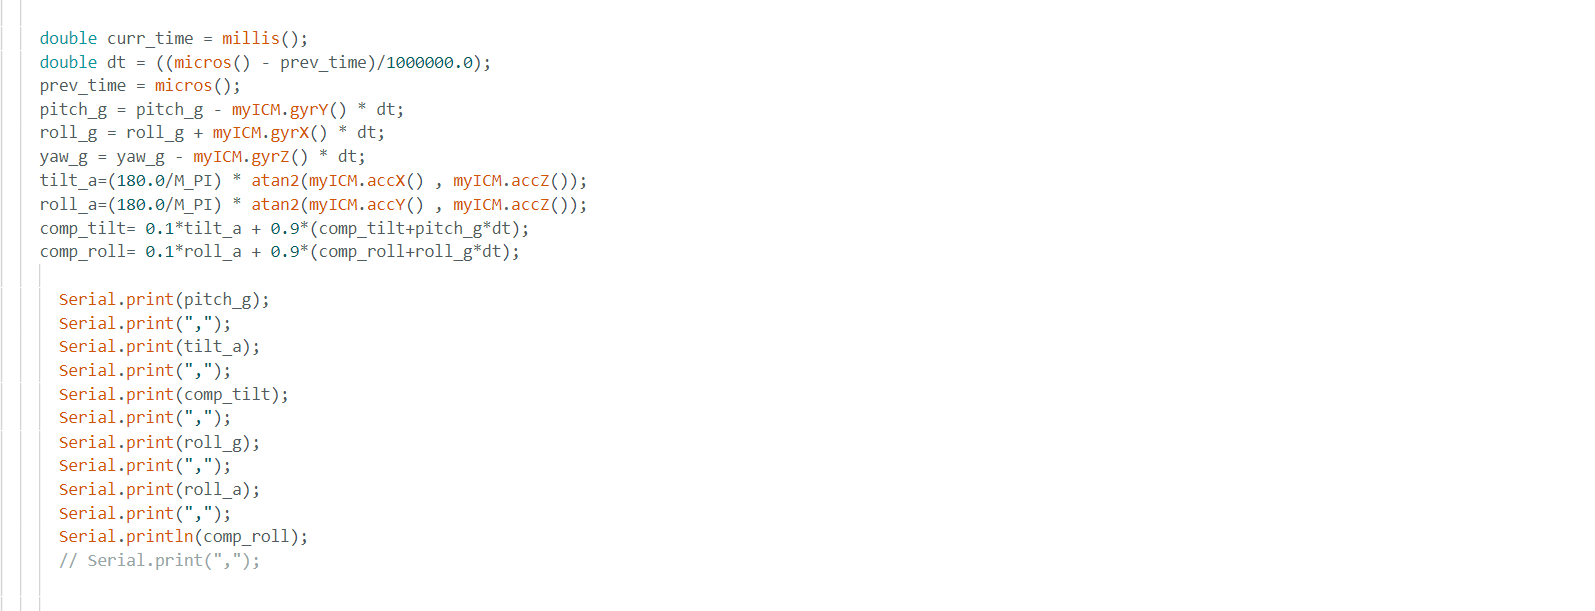 double curr_time = millis();
double dt = ((micros() - prev_time)/1000000.0);
prev_time = micros();
pitch_g = pitch_g - myICM.gyrY() * dt;
roll_g = roll_g + myICM.gyrX() * dt;
yaw_g = yaw_g - myICM.gyrZ() * dt;
tilt_a=(180.0/M_PI) * atan2(myICM.accX() , myICM.accZ());
roll_a=(180.0/M_PI) * atan2(myICM.accY() , myICM.accZ());
comp_tilt= 0.1*tilt_a + 0.9*(comp_tilt+pitch_g*dt);
comp_roll= 0.1*roll_a + 0.9*(comp_roll+roll_g*dt);
Serial.print(pitch_g);
Serial.print(",");
Serial.print(tilt_a);
Serial.print(",");
Serial.print(comp_tilt);
Serial.print(",");
Serial.print(roll_g);
Serial.print(",");
Serial.print(roll_a);
Serial.print(",");
Serial.println(comp_roll);
// Serial.print(",");